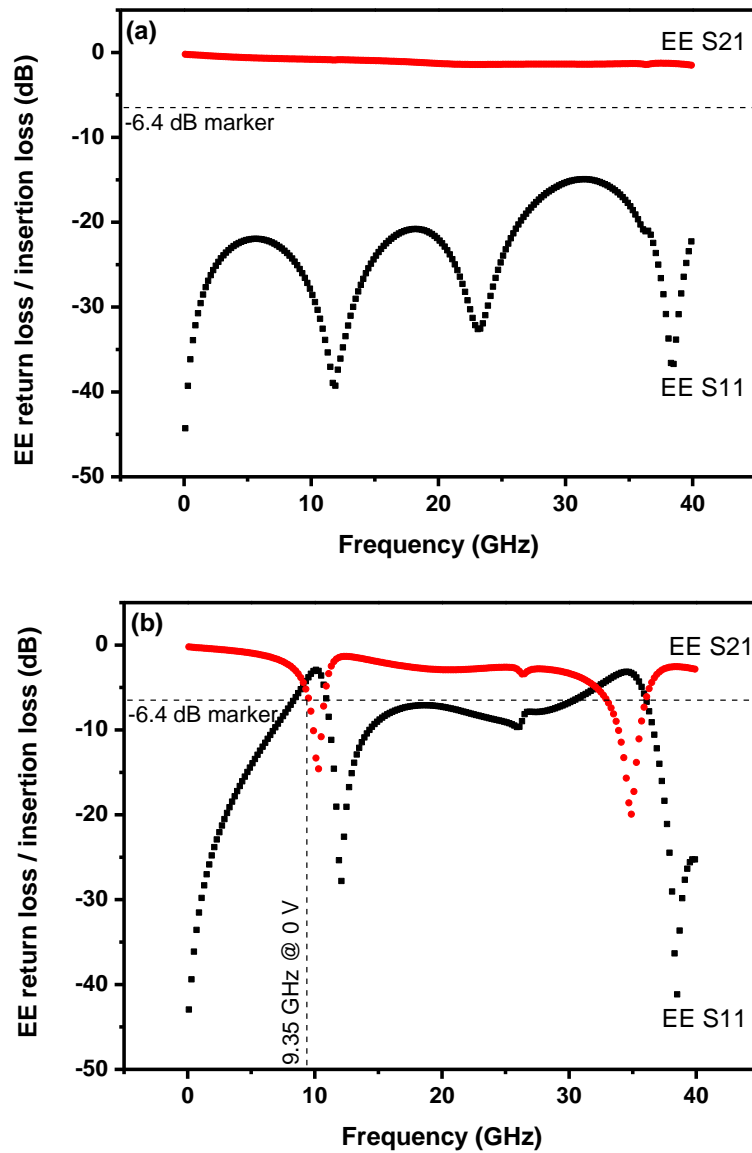 (a)
EE S21
0
-6.4 dB marker
-10
-20
-30
-40
EE S11
-50
0 10 20 30 40
EE return loss / insertion loss (dB)
Frequency (GHz)
(b)
0
EE S21
-6.4 dB marker
-10
-20
-30
-40
9.35 GHz @ 0 V
EE S11
-50
0 10 20 30 40
EE return loss / insertion loss (dB)
Frequency (GHz)